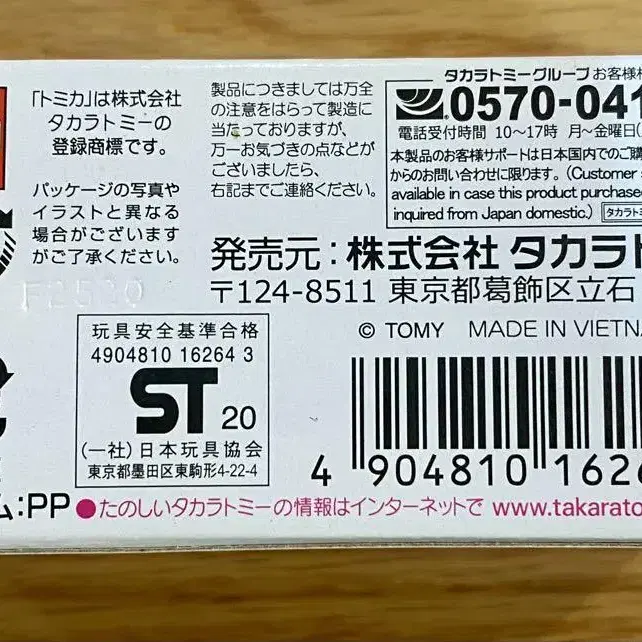 「トミカ」は株式会社
タカラトミーの
登録商標です。
パッケージの写真や
イラストと異なる
場合がございます
がご了承ください。
F2530
製品につきましては万全
の注意をはらって製造に
当たっておりますが、
万一お気づきの点などが
ございましたら、
右記までご連絡ください。
タカラトミーグループ お客様
0570-041
電話受付時間 10〜17時 月〜金曜日(
本製品のお客様サポートは日本国内でのご購
からのお問い合わせに限ります。(Customer s
available in case this product purchase
inquired from Japan domestic.)
発売元:株式会社 タカラト
〒124-8511 東京都葛飾区立石
© TOMY MADE IN VIETNA
玩具安全基準合格
4904810 16264 3
ST 20
(一社)日本玩具協会
東京都墨田区東駒形4-22-4
4 904810 1626
ム:PP ●たのしいタカラトミーの情報はインターネットで www.takarato